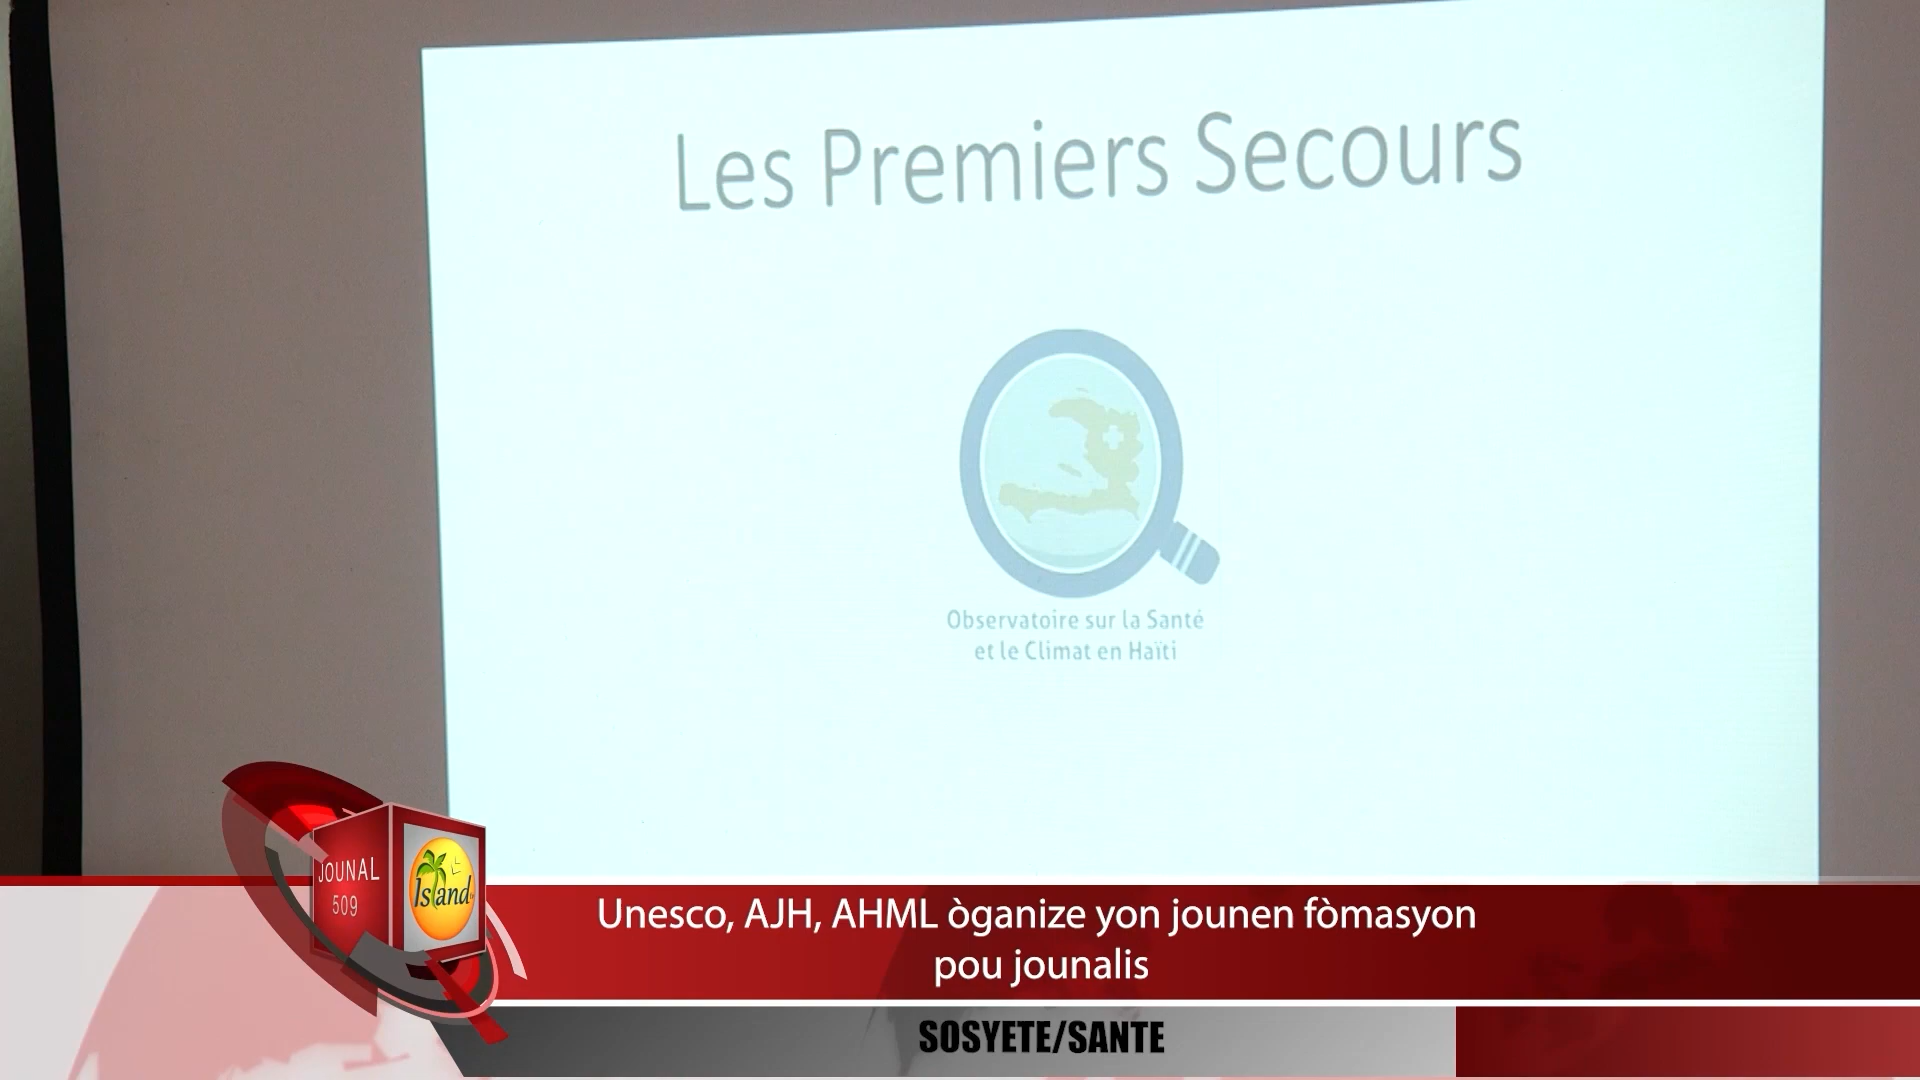 Les Premiers Secours
Observatoire sur la Santé
et le Climat en Haïti
JOUNAL
509
Island
Unesco, AJH, AHML òganize yon jounen fòmasyon
pou jounalis
SOSYETE/SANTE